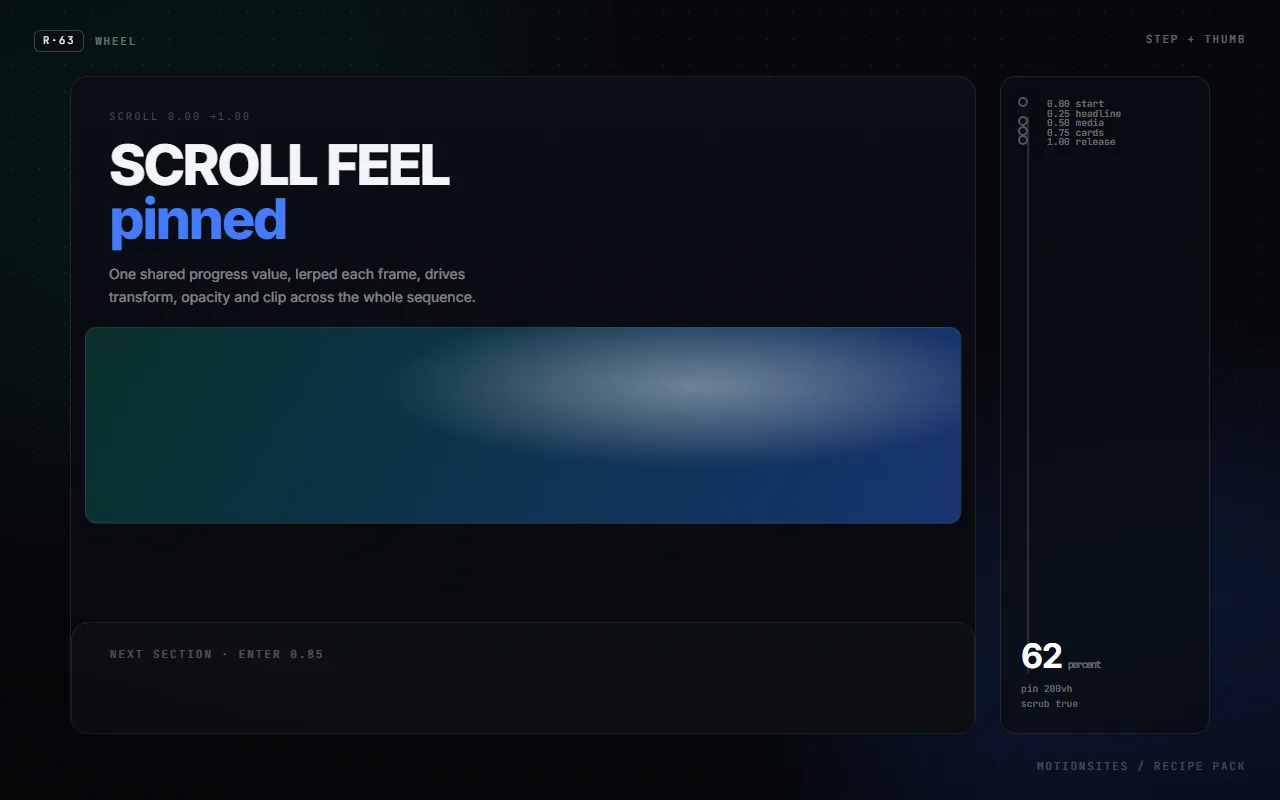 R·63 WHEEL
STEP + THUMB
SCROLL 0.00 →1.00
SCROLL FEEL
pinned
One shared progress value, lerped each frame, drives
transform, opacity and clip across the whole sequence.
NEXT SECTION · ENTER 0.85
0.00 start
0.25 headline
0.50 media
0.75 cards
1.00 release
62 percent
pin 200vh
scrub true
MOTIONSITES / RECIPE PACK